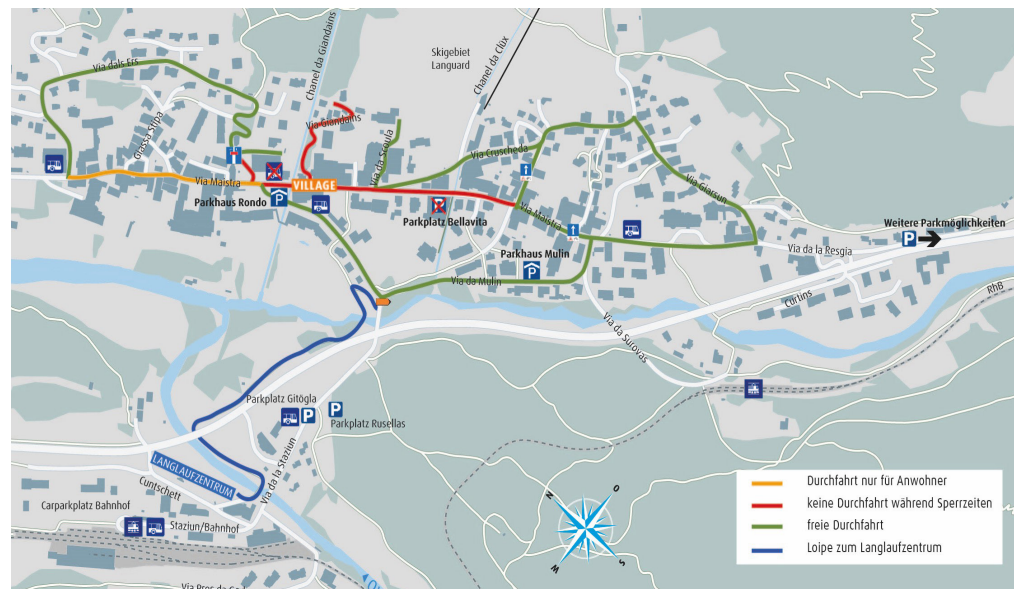 Skigebiet
Languard
Chanel da Giandains
Chanel da Clüx
Via dals Ers
Via Giandains
Grassa Stipa
Via da Scoula
Via Cruscheda
VILLAGE
Via Maistra
Parkhaus Rondo
Parkplatz Bellavita
Via Maistra
Via Giarsun
Weitere Parkmöglichkeiten
P
Parkhaus Mulin
P
P
Via da la Resgia
Via da Mulin
Curtins
RhB
Via da Surovas
Parkplatz Gitögla
P
P
Parkplatz Rusellas
LANGLAUFZENTRUM
Cuntschett
Via da la Staziun
Carparkplatz Bahnhof
Staziun/Bahnhof
N
O
W
S
Durchfahrt nur für Anwohner
keine Durchfahrt während Sperrzeiten
freie Durchfahrt
Loipe zum Langlaufzentrum